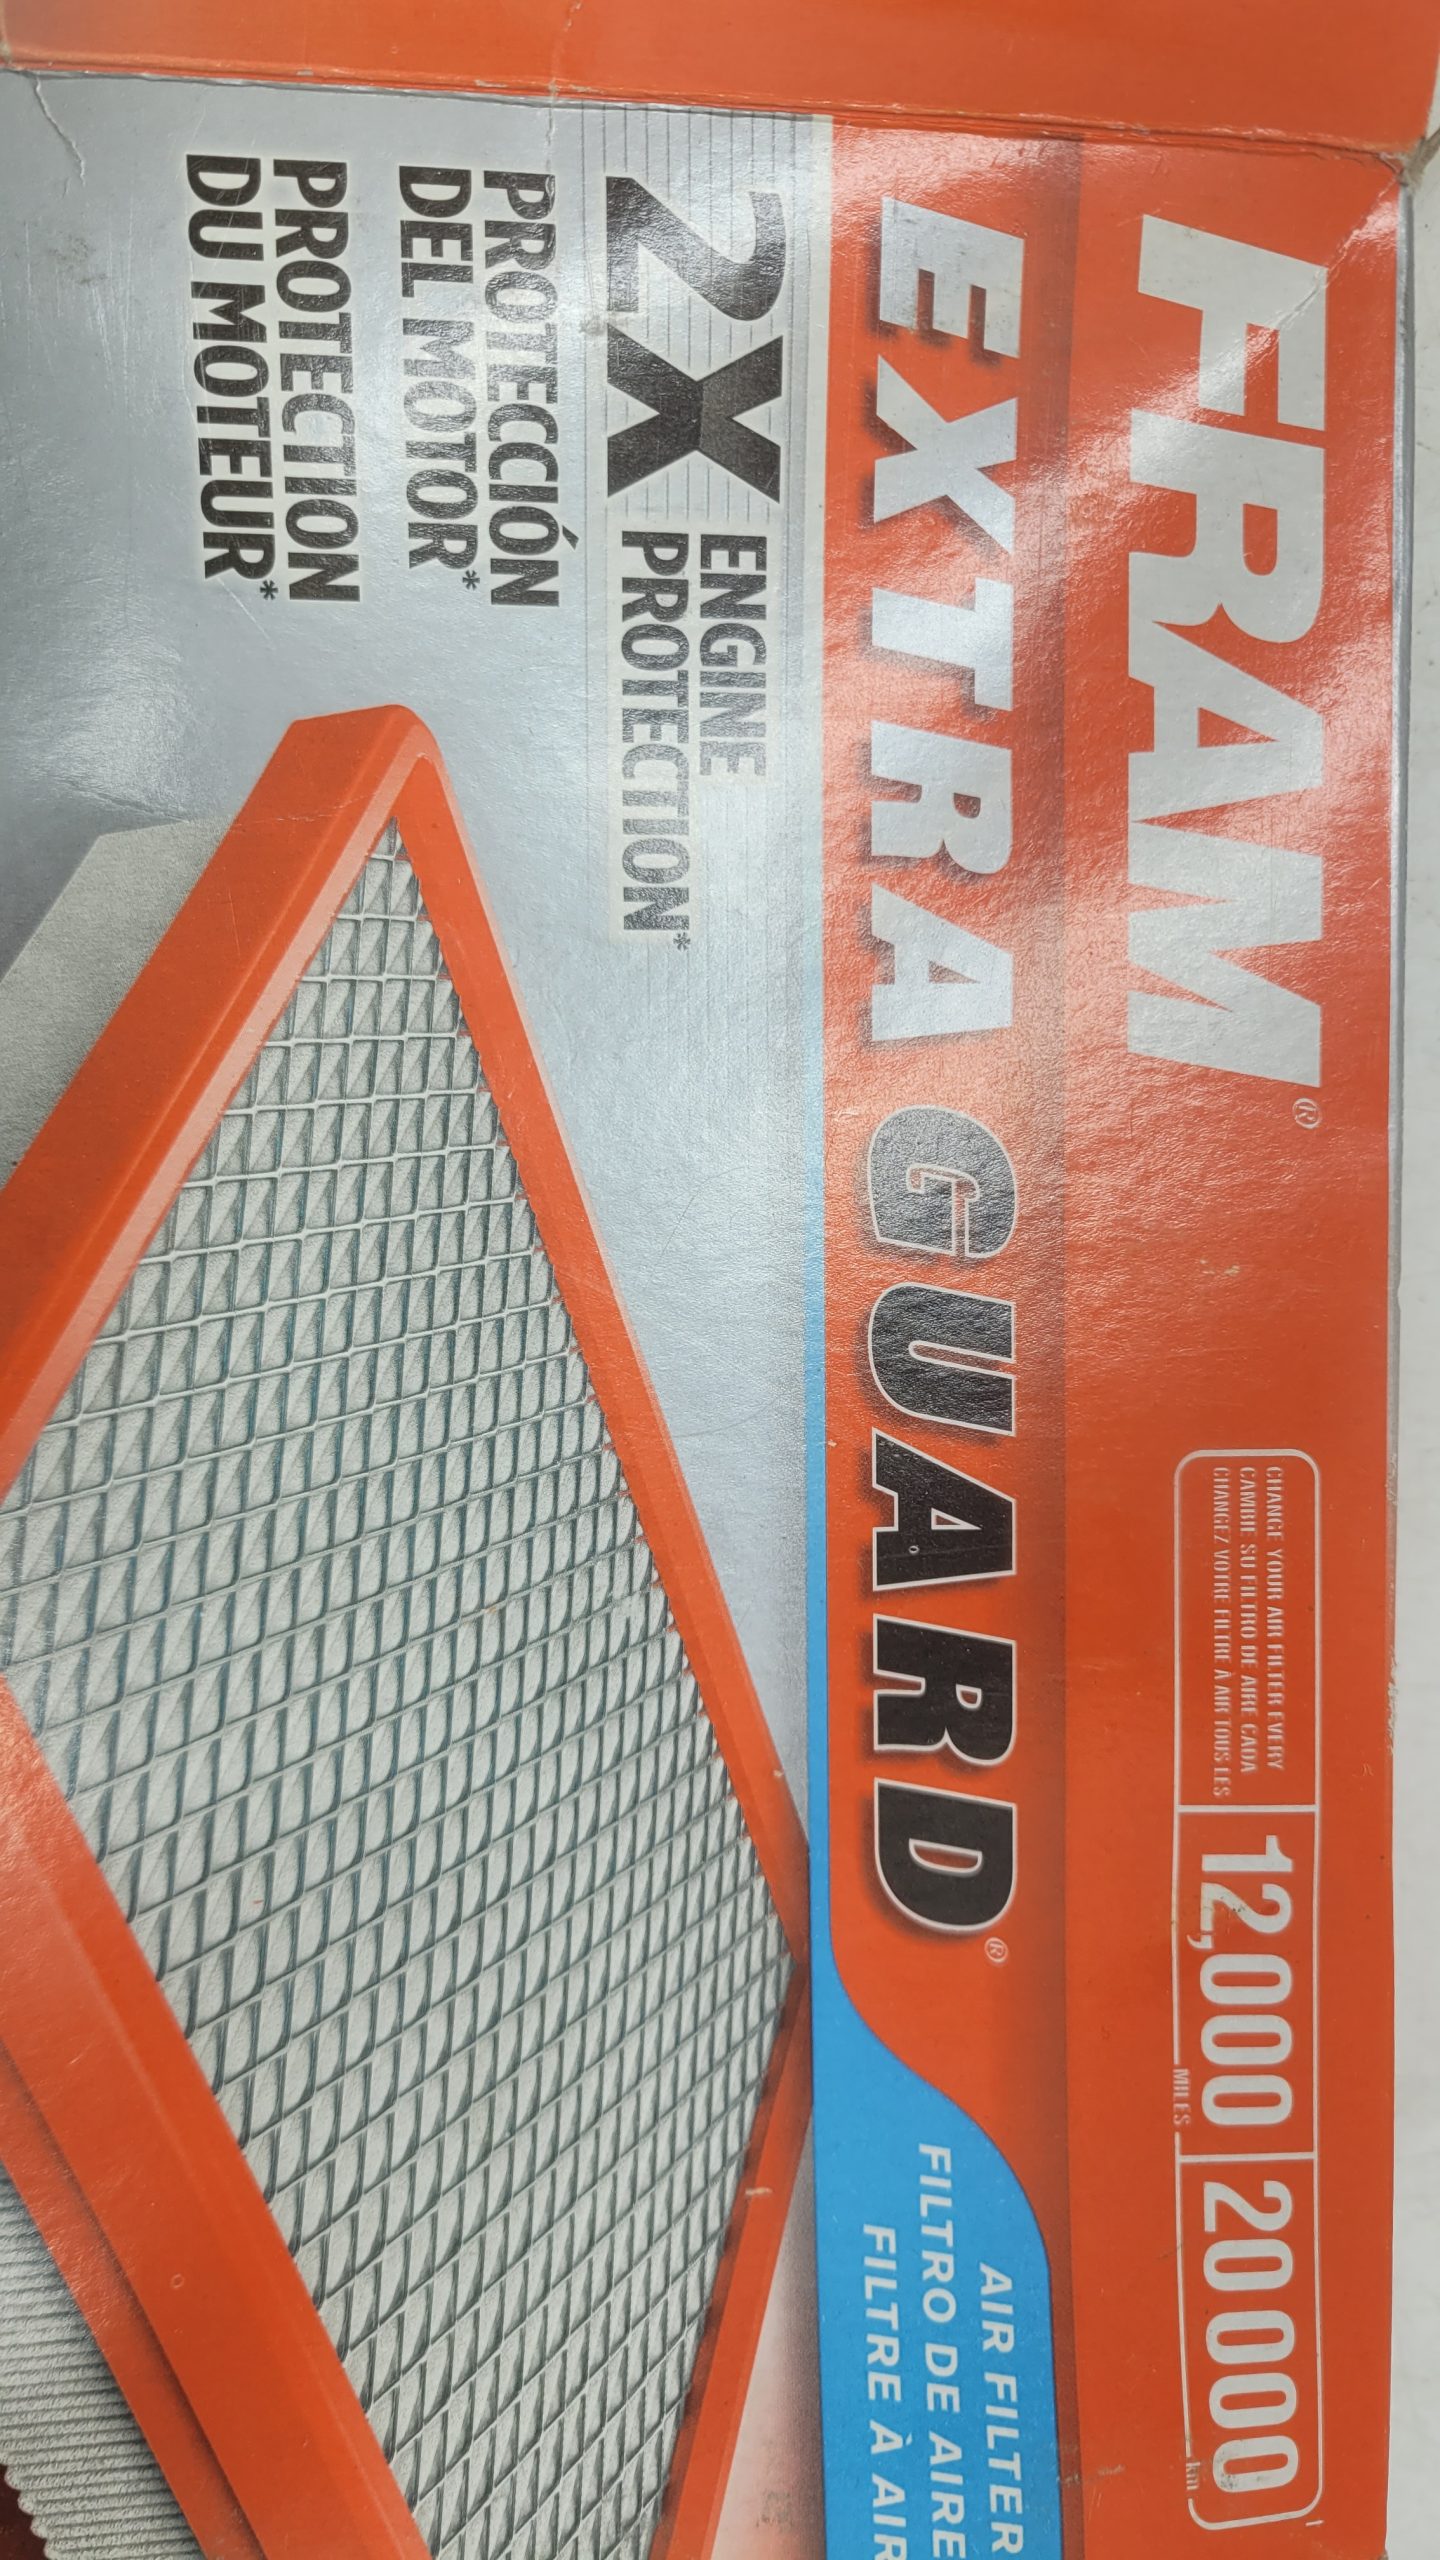 FRAM®
CHANGE YOUR AIR FILTER EVERY
CAMBIE SU FILTRO DE AIRE CADA
CHANGEZ VOTRE FILTRE À AIR TOUS LES
12,000
MILES
20 000
km
†
EXTRA GUARD®
AIR FILTER
FILTRO DE AIRE
FILTRE À AIR
2X ENGINE
PROTECTION*
PROTECCIÓN
DEL MOTOR*
PROTECTION
DU MOTEUR*